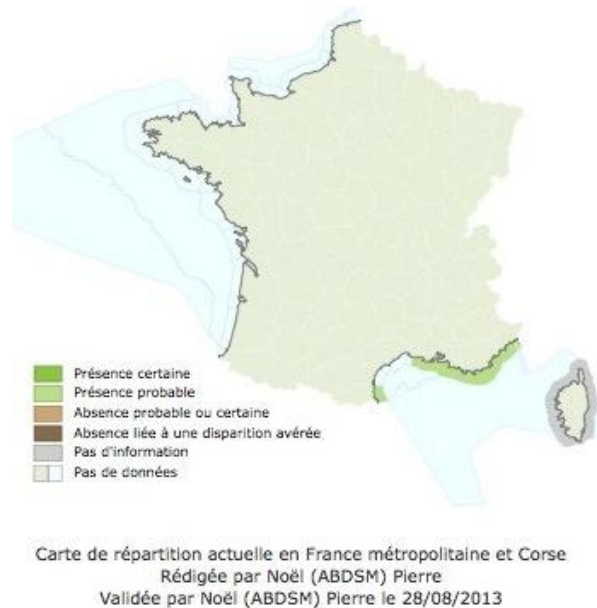 Présence certaine
Présence probable
Absence probable ou certaine
Absence liée à une disparition avérée
Pas d'information
Pas de données
Carte de répartition actuelle en France métropolitaine et Corse
Rédigée par Noël (ABDSM) Pierre
Validée par Noël (ABDSM) Pierre le 28/08/2013